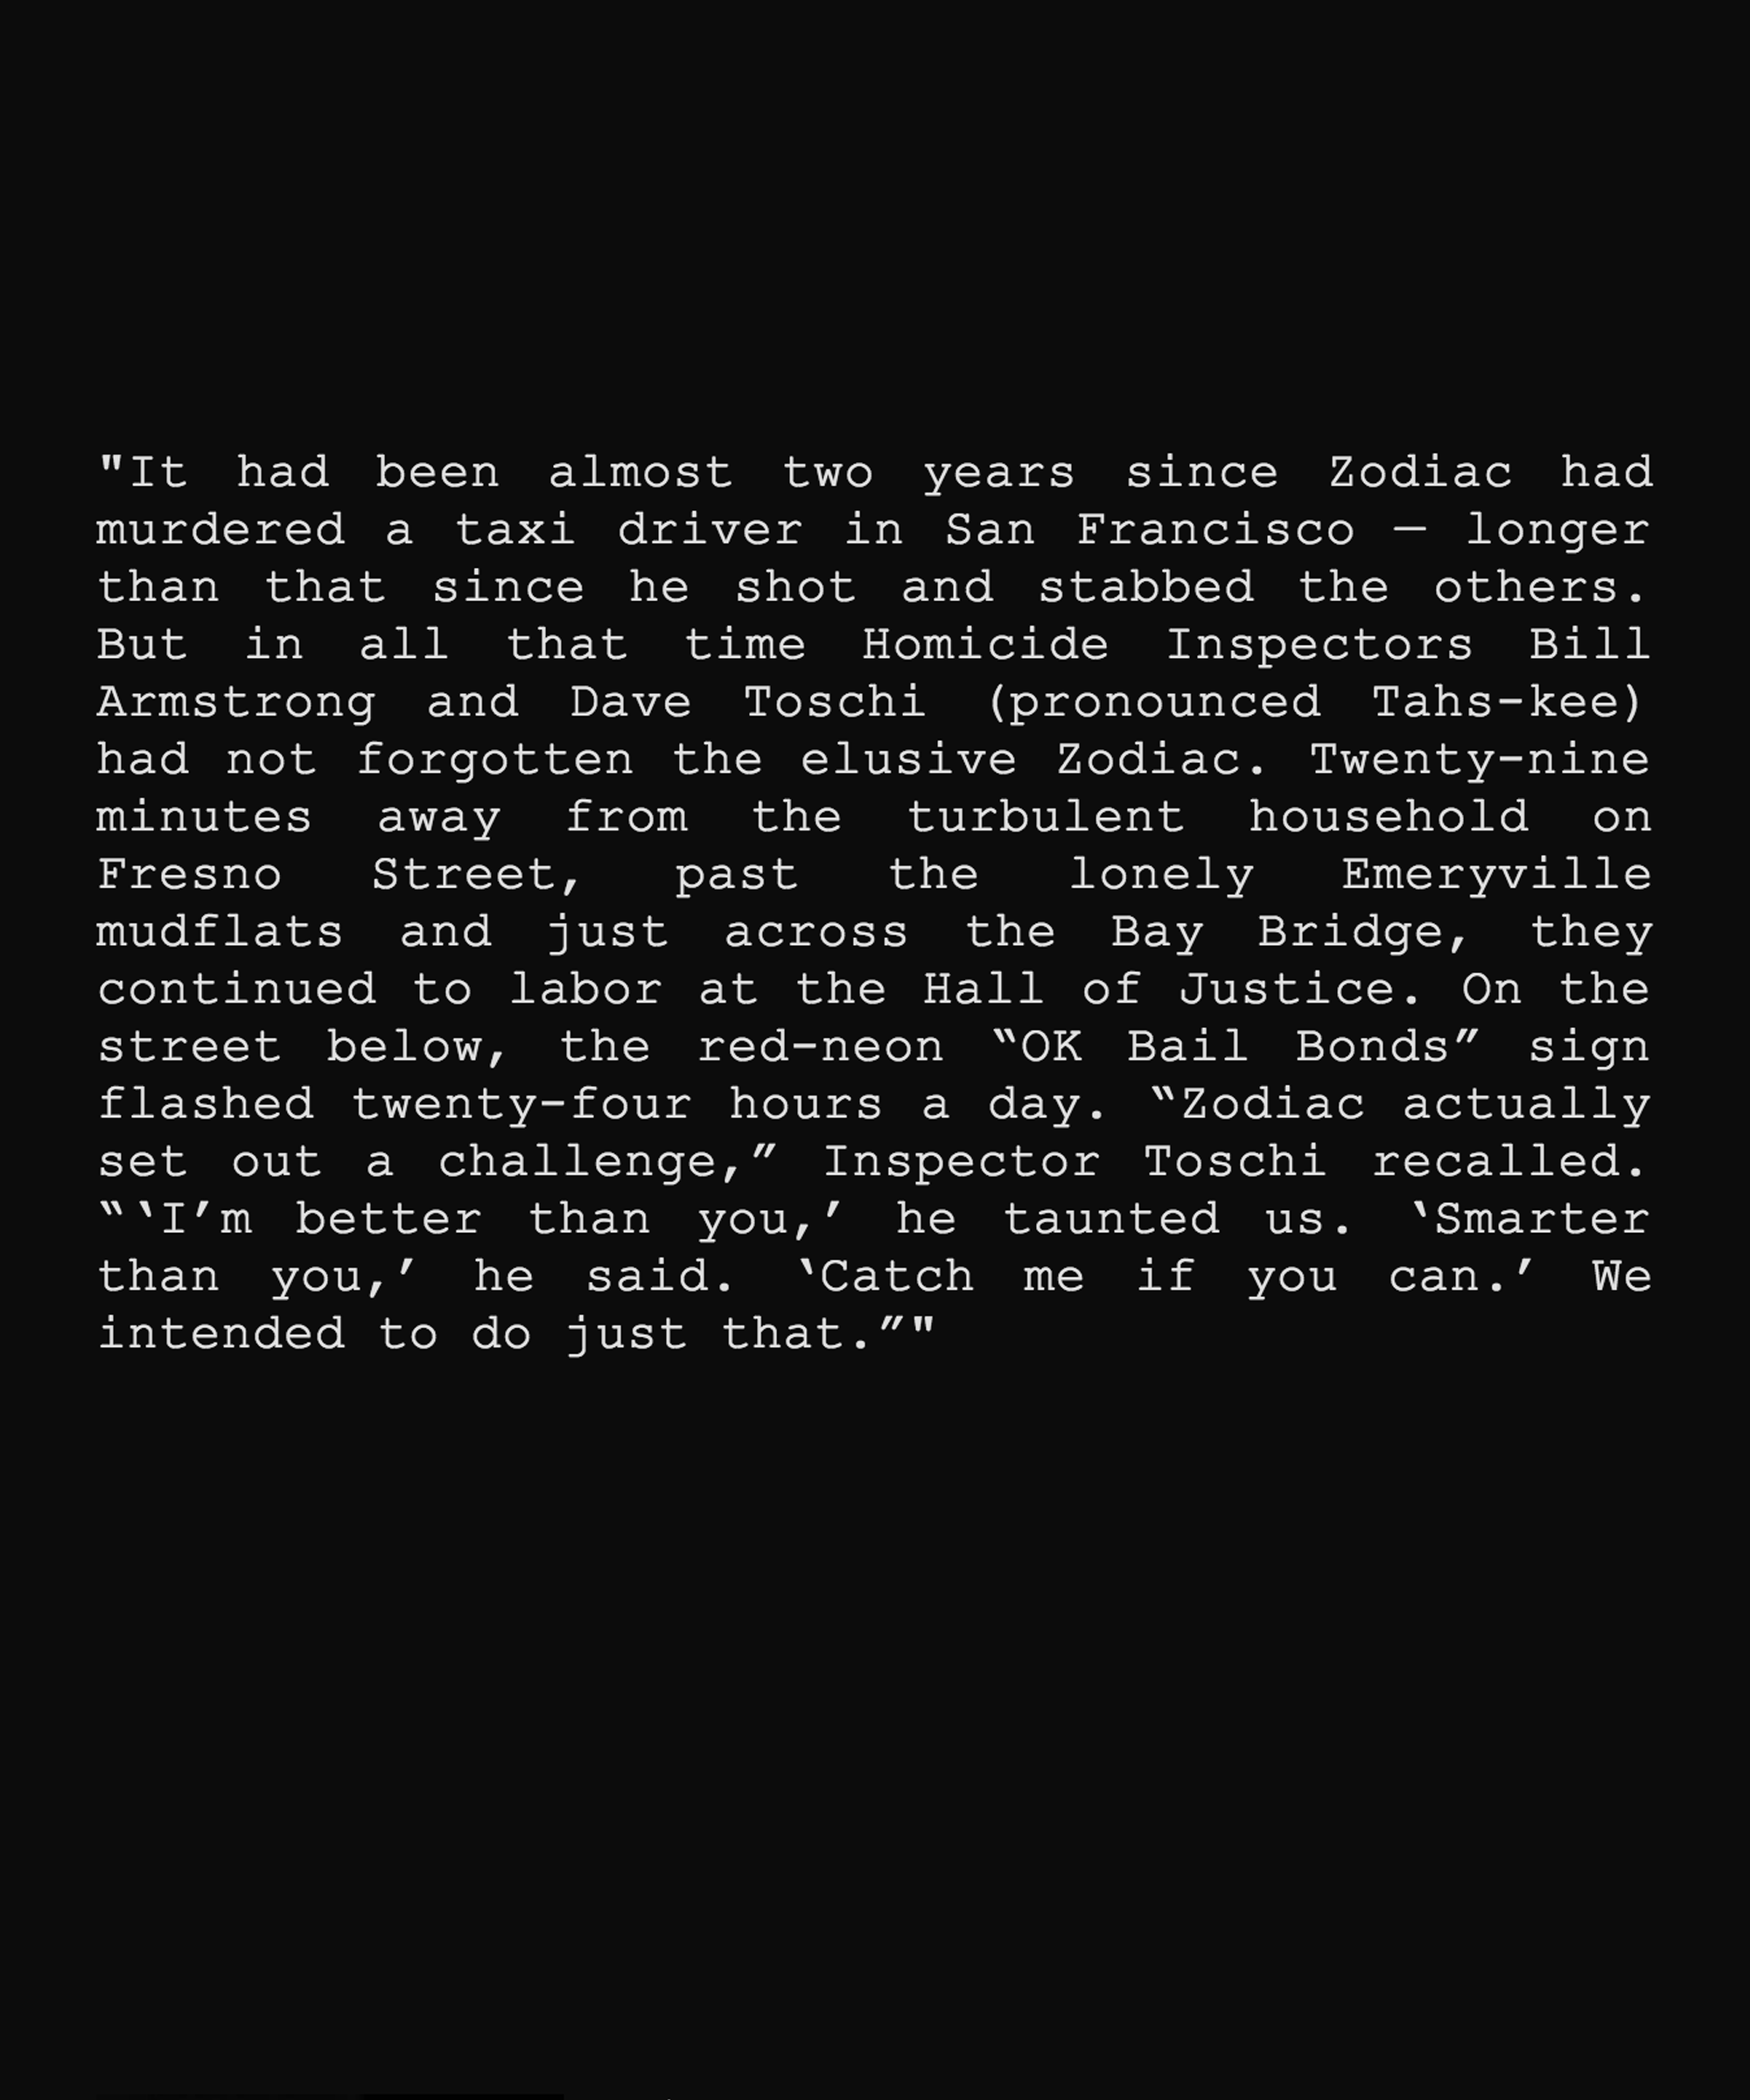 "It had been almost two years since Zodiac had
murdered a taxi driver in San Francisco — longer
than that since he shot and stabbed the others.
But in all that time Homicide Inspectors Bill
Armstrong and Dave Toschi (pronounced Tahs-kee)
had not forgotten the elusive Zodiac. Twenty-nine
minutes away from the turbulent household on
Fresno Street, past the lonely Emeryville
mudflats and just across the Bay Bridge, they
continued to labor at the Hall of Justice. On the
street below, the red-neon “OK Bail Bonds” sign
flashed twenty-four hours a day. “Zodiac actually
set out a challenge,” Inspector Toschi recalled.
“‘I’m better than you,’ he taunted us. ‘Smarter
than you,’ he said. ‘Catch me if you can.’ We
intended to do just that.”"